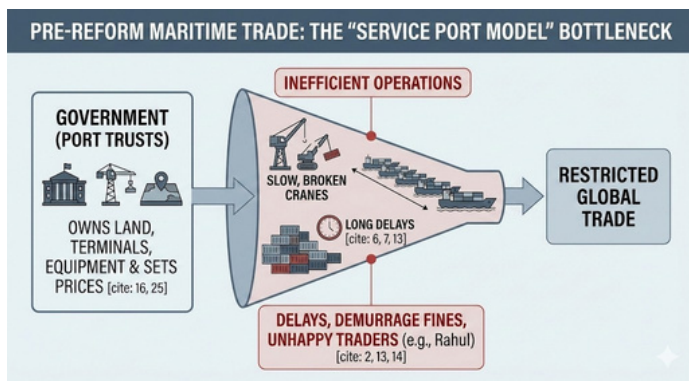 PRE-REFORM MARITIME TRADE: THE “SERVICE PORT MODEL” BOTTLENECK
GOVERNMENT
(PORT TRUSTS)
OWNS LAND,
TERMINALS,
EQUIPMENT & SETS
PRICES [cite: 16, 25]
INEFFICIENT OPERATIONS
SLOW, BROKEN
CRANES
LONG DELAYS
[cite: 6, 7, 13]
DELAYS, DEMURRAGE FINES,
UNHAPPY TRADERS (e.g., Rahul)
[cite: 2, 13, 14]
RESTRICTED
GLOBAL
TRADE